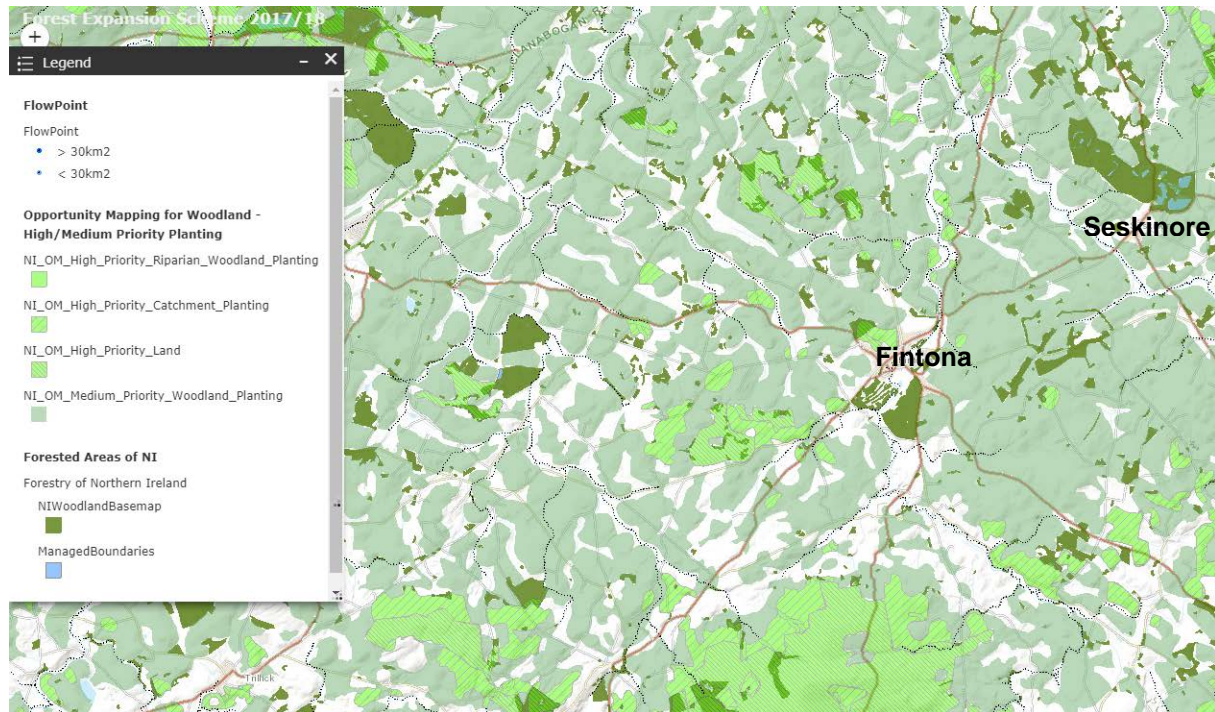 Forest Expansion Scheme 2017/18
+
Legend
FlowPoint
FlowPoint
> 30km2
< 30km2
Opportunity Mapping for Woodland -
High/Medium Priority Planting
NI_OM_High_Priority_Riparian_Woodland_Planting
NI_OM_High_Priority_Catchment_Planting
NI_OM_High_Priority_Land
NI_OM_Medium_Priority_Woodland_Planting
Forested Areas of NI
Forestry of Northern Ireland
NIWoodlandBasemap
ManagedBoundaries
Seskinore
Fintona
Trillick